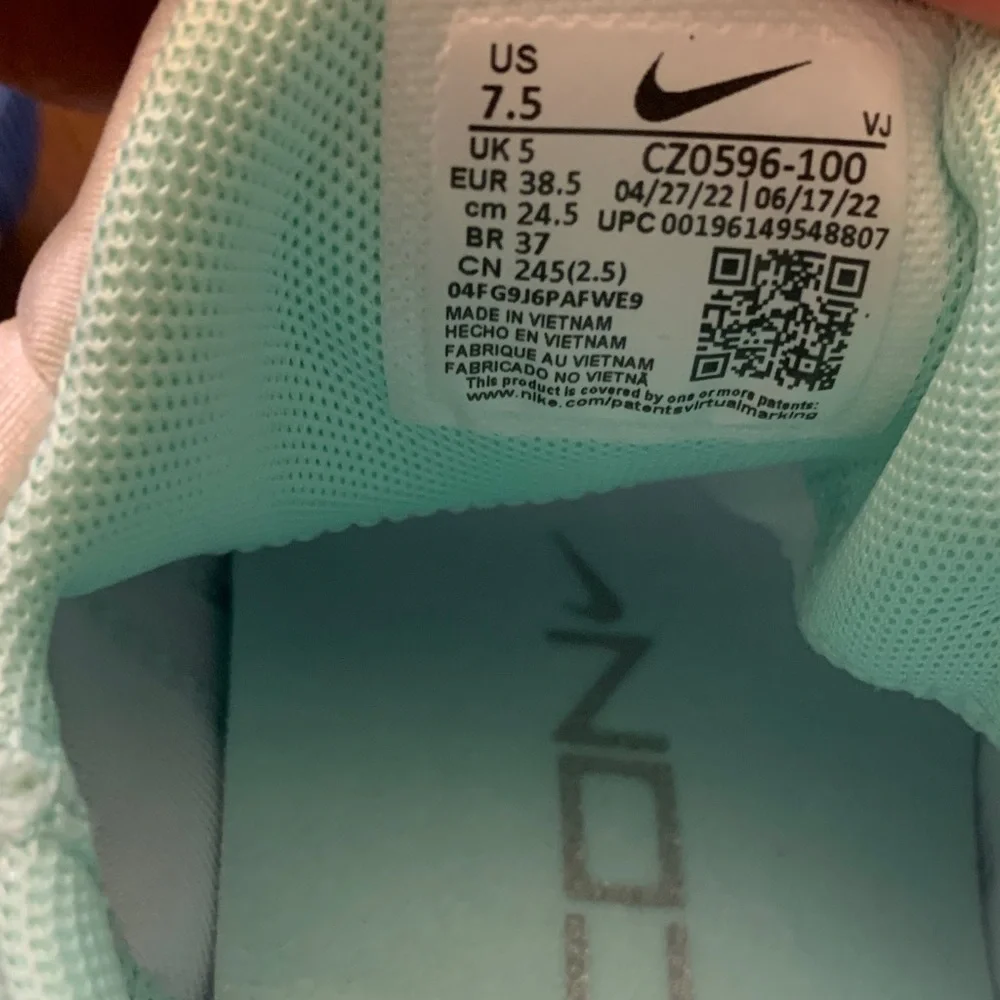 US
7.5
VJ
UK 5
CZ0596-100
EUR 38.5
04/27/22 | 06/17/22
cm 24.5
UPC 00196149548807
BR 37
CN 245(2.5)
04FG9J6PAFWE9
MADE IN VIETNAM
HECHO EN VIETNAM
FABRIQUE AU VIETNAM
FABRICADO NO VIETNÃ
This product is covered by one or more patents:
www.nike.com/patentsvirtualmarking